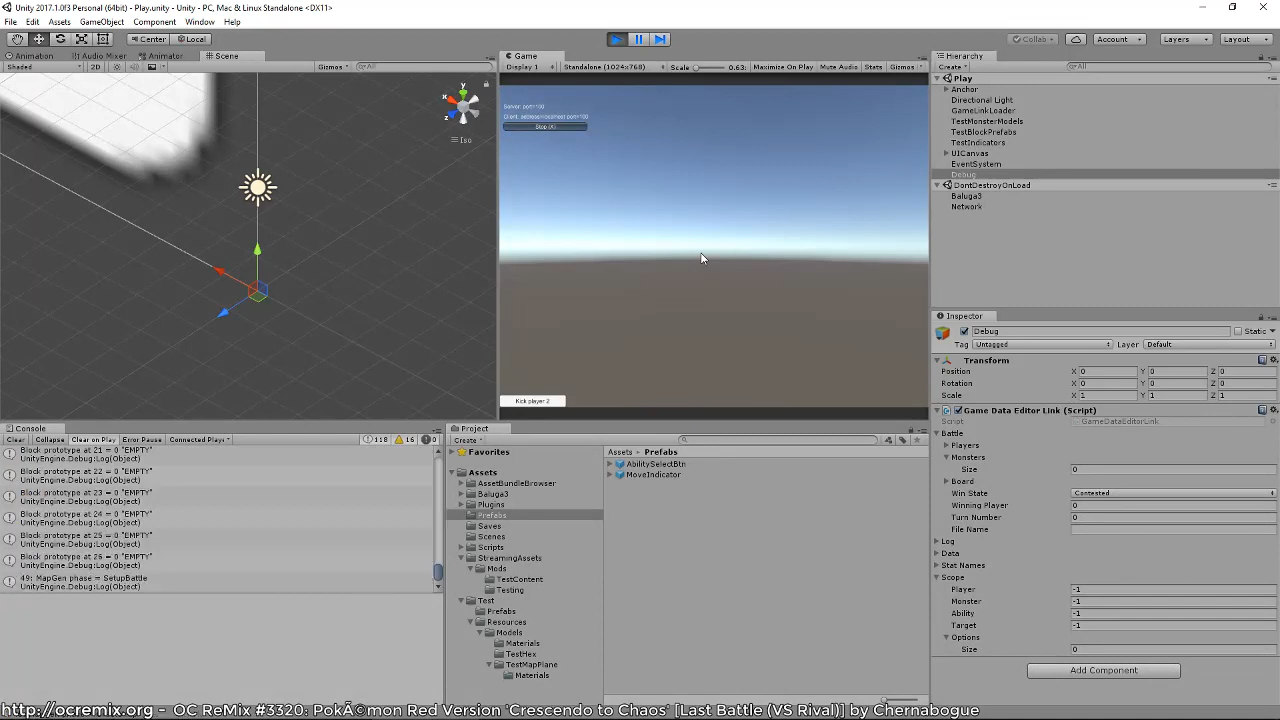 Unity 2017.1.0f3 Personal (64bit) - Play.unity - Unity - PC, Mac & Linux Standalone <DX11>
File Edit Assets GameObject Component Window Help
Center Local Collab Account Layers Layout
Animation Audio Mixer Animator Scene
Shaded 2D Gizmos All
x y z
Iso
Game
Display 1 Standalone (1024x768) Scale 0.63: Maximize On Play Mute Audio Stats Gizmos
Server: port=100
Client: address=localhost port=100
Stop (X)
Kick player 2
Hierarchy
Create All
Play
Anchor
Directional Light
GameLinkLoader
TestMonsterModels
TestBlockPrefabs
TestIndicators
UICanvas
EventSystem
Debug
DontDestroyOnLoad
Baluga3
Network
Inspector
Debug Static
Tag Untagged Layer Default
Transform
Position X 0 Y 0 Z 0
Rotation X 0 Y 0 Z 0
Scale X 1 Y 1 Z 1
Game Data Editor Link (Script)
Script GameDataEditorLink
Battle
Players
Monsters
Size 0
Board
Win State Contested
Winning Player 0
Turn Number 0
File Name
Log
Data
Stat Names
Scope
Player -1
Monster -1
Ability -1
Target -1
Options
Size 0
Add Component
Console
Clear Collapse Clear on Play Error Pause Connected Player 118 16 0
Block prototype at 21 = 0 "EMPTY"
UnityEngine.Debug:Log(Object)
Block prototype at 22 = 0 "EMPTY"
UnityEngine.Debug:Log(Object)
Block prototype at 23 = 0 "EMPTY"
UnityEngine.Debug:Log(Object)
Block prototype at 24 = 0 "EMPTY"
UnityEngine.Debug:Log(Object)
Block prototype at 25 = 0 "EMPTY"
UnityEngine.Debug:Log(Object)
Block prototype at 26 = 0 "EMPTY"
UnityEngine.Debug:Log(Object)
49: MapGen phase = SetupBattle
UnityEngine.Debug:Log(Object)
Project
Create
Favorites
Assets
AssetBundleBrowser
Baluga3
Plugins
Prefabs
Saves
Scenes
Scripts
StreamingAssets
Mods
TestContent
Testing
Test
Prefabs
Resources
Models
Materials
TestHex
TestMapPlane
Materials
Assets Prefabs
AbilitySelectBtn
MoveIndicator
http://ocremix.org - OC ReMix #3320: PokÃ©mon Red Version 'Crescendo to Chaos' [Last Battle (VS Rival)] by Chernabogue